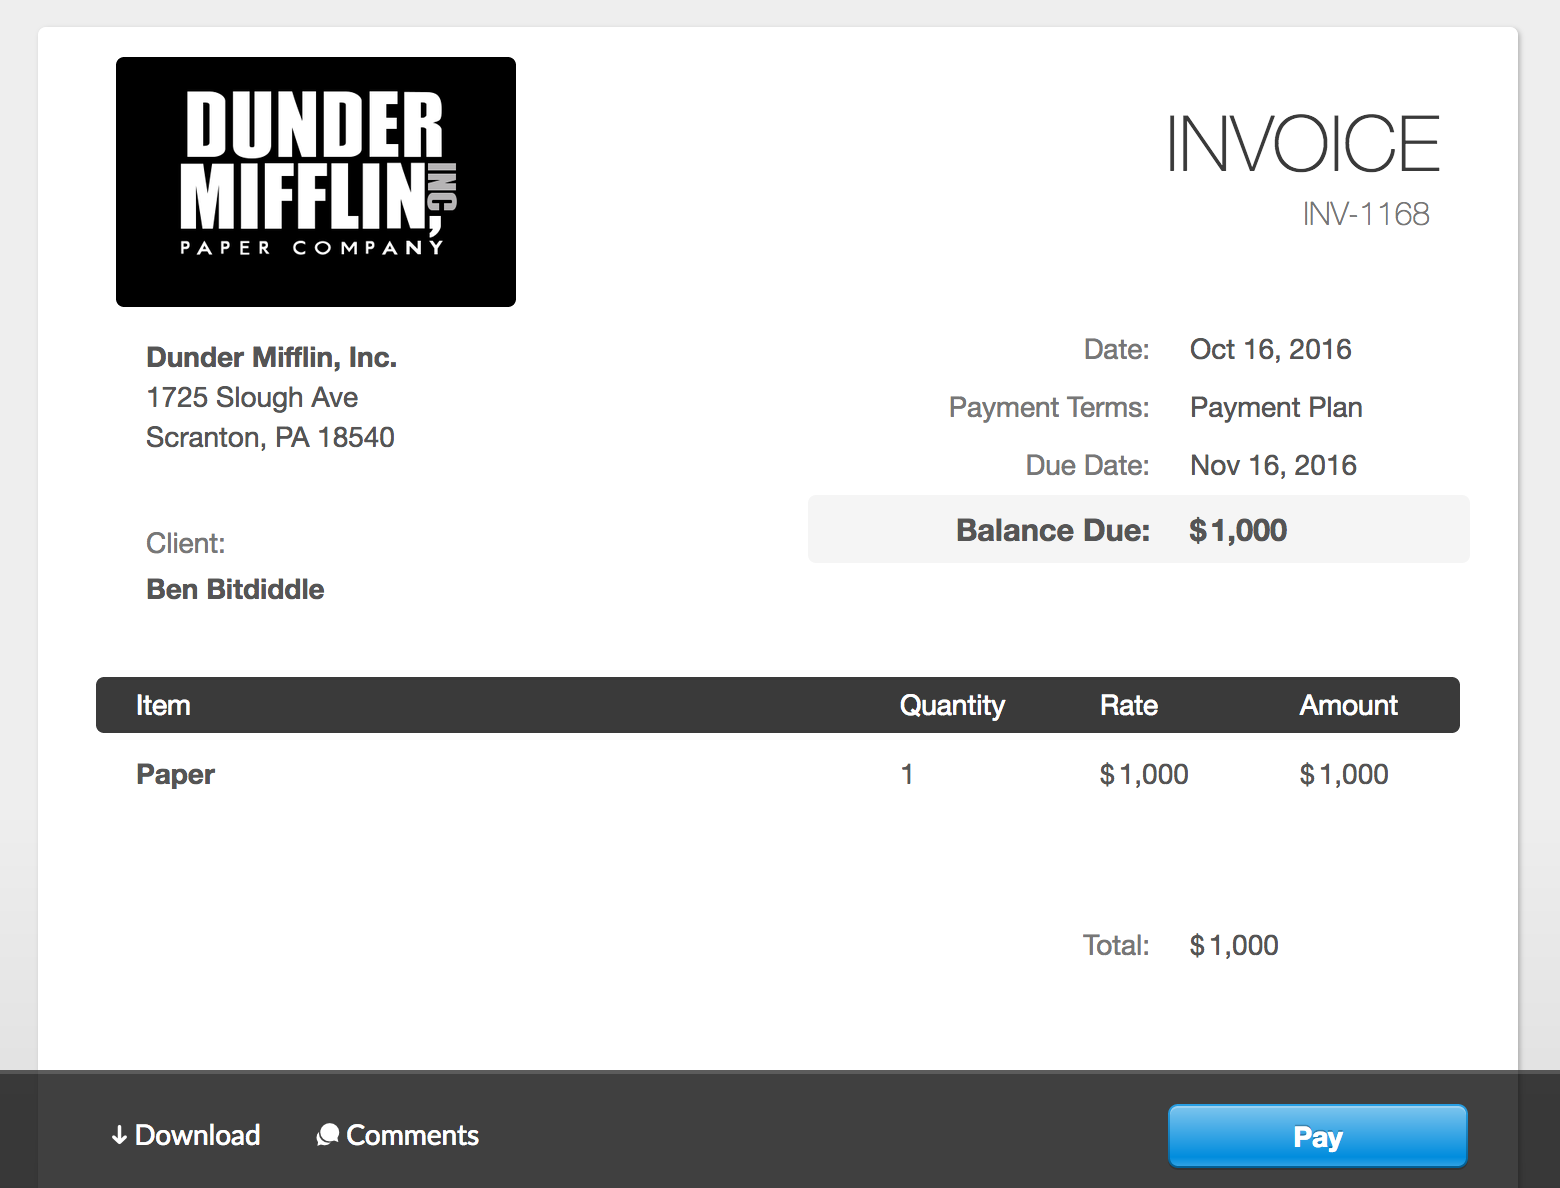 DUNDER
MIFFLIN, INC
PAPER COMPANY
INVOICE
INV-1168
Dunder Mifflin, Inc.
1725 Slough Ave
Scranton, PA 18540
Date: Oct 16, 2016
Payment Terms: Payment Plan
Due Date: Nov 16, 2016
Balance Due: $1,000
Client:
Ben Bitdiddle
Item Quantity Rate Amount
Paper 1 $1,000 $1,000
Total: $1,000
Download Comments Pay